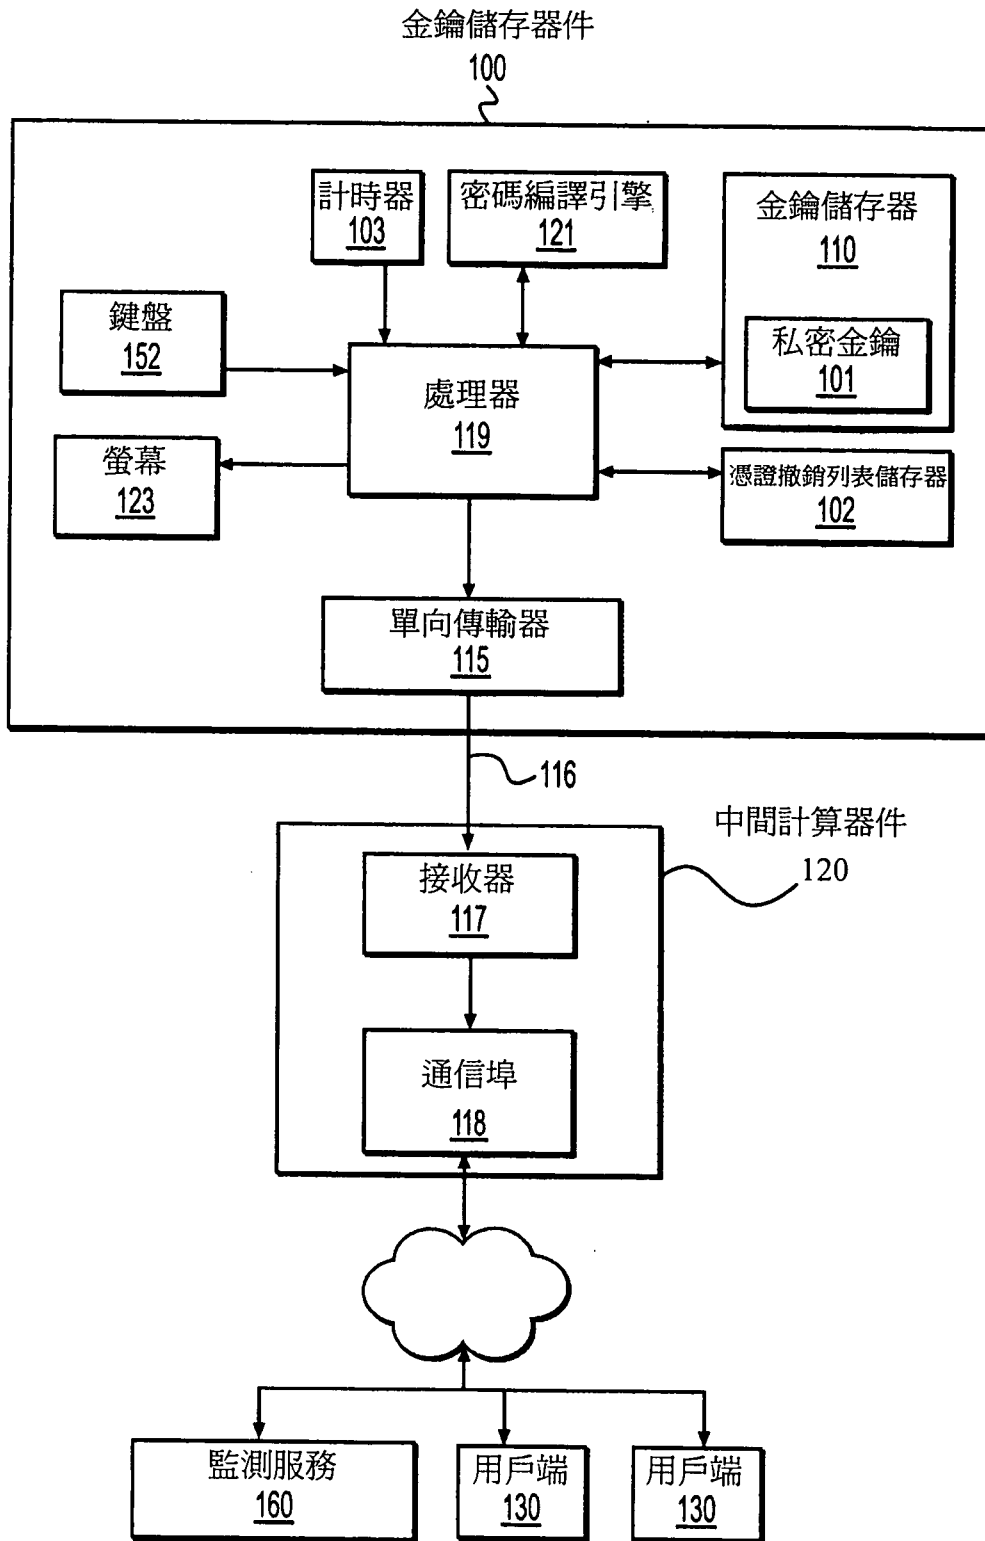 金鑰儲存器件
100
計時器
103
密碼編譯引擎
121
金鑰儲存器
110
私密金鑰
101
鍵盤
152
處理器
119
螢幕
123
憑證撤銷列表儲存器
102
單向傳輸器
115
116
中間計算器件
120
接收器
117
通信埠
118
監測服務
160
用戶端
130
用戶端
130